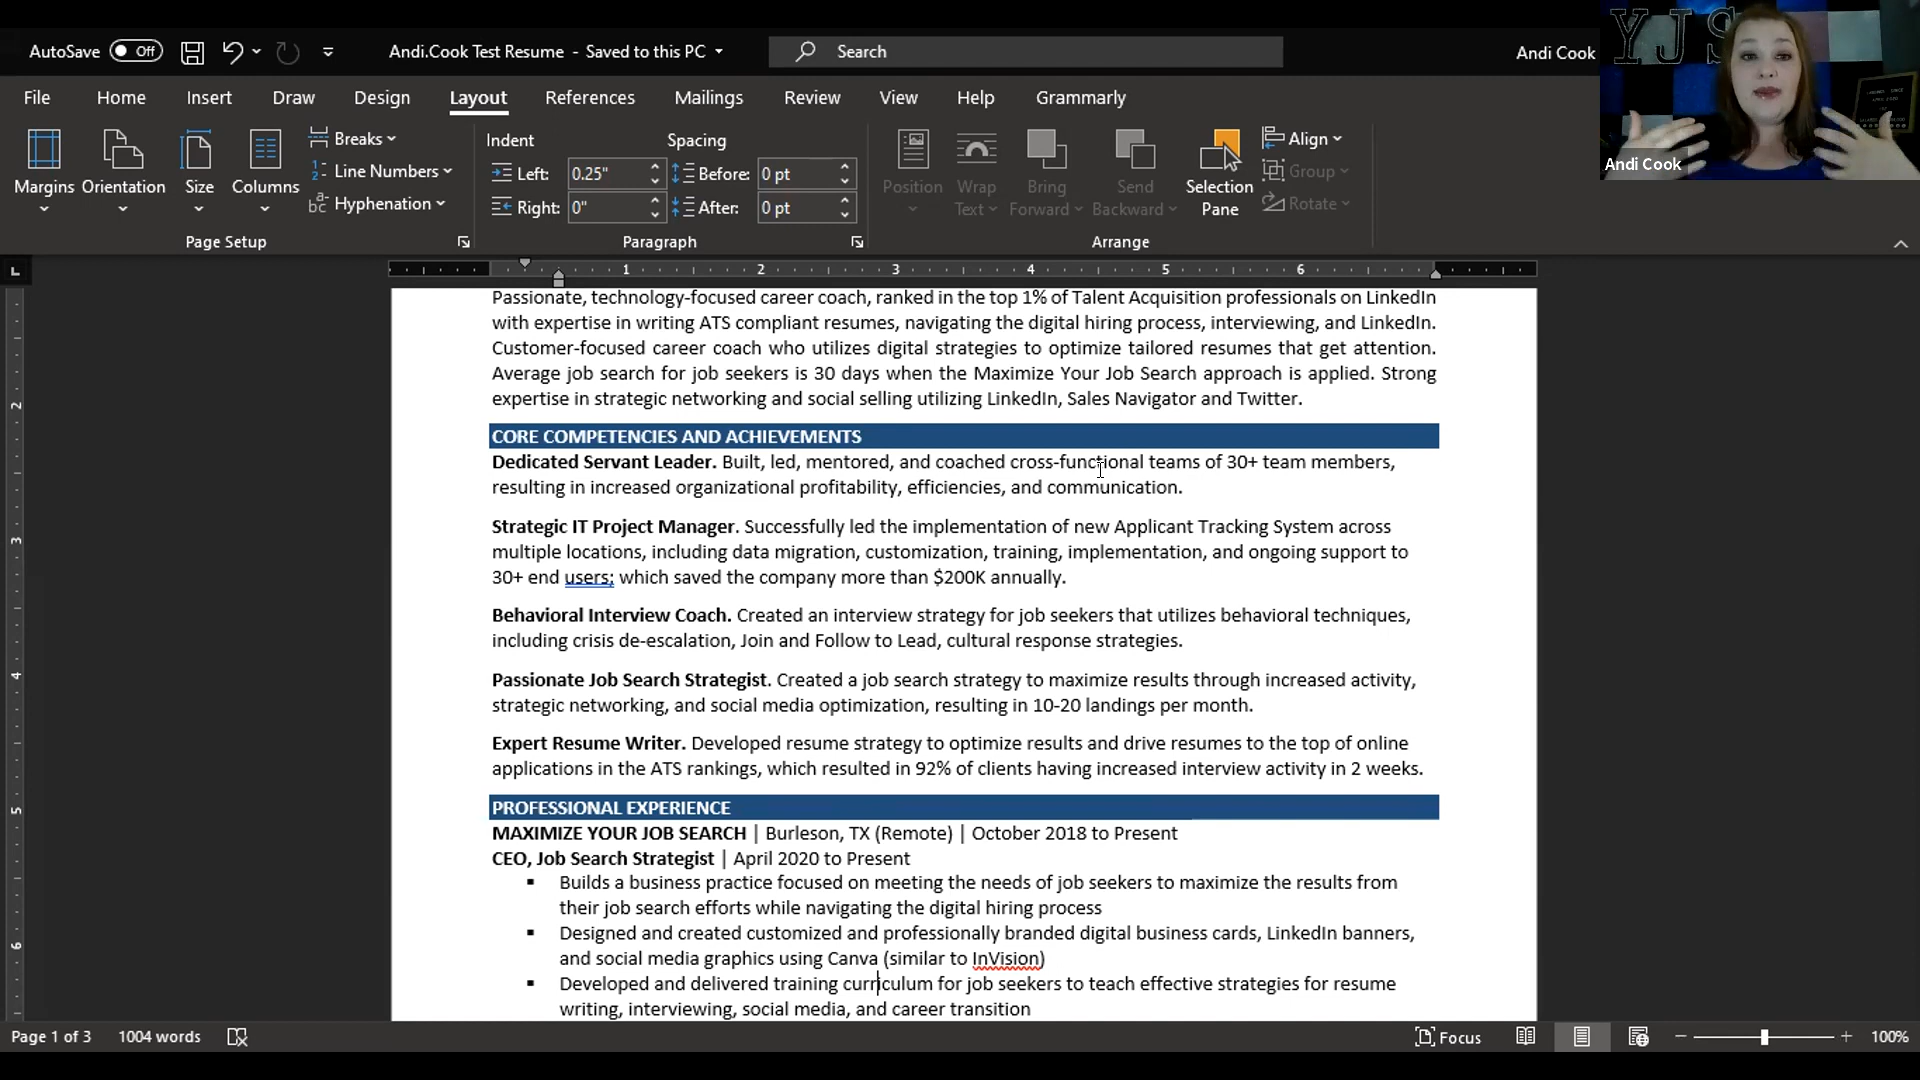 AutoSave Off Andi.Cook Test Resume - Saved to this PC Search Andi Cook
YJS
File Home Insert Draw Design Layout References Mailings Review View Help Grammarly
Margins Orientation Size Columns
Breaks
Line Numbers
Hyphenation
Page Setup
Indent Spacing
Left: 0.25" Before: 0 pt
Right: 0" After: 0 pt
Paragraph
Position Wrap Text Bring Forward Send Backward Selection Pane
Align
Group
Rotate
Arrange
Andi Cook
L
1 2 3 4 5 6
2
3
4
5
6
Passionate, technology-focused career coach, ranked in the top 1% of Talent Acquisition professionals on LinkedIn
with expertise in writing ATS compliant resumes, navigating the digital hiring process, interviewing, and LinkedIn.
Customer-focused career coach who utilizes digital strategies to optimize tailored resumes that get attention.
Average job search for job seekers is 30 days when the Maximize Your Job Search approach is applied. Strong
expertise in strategic networking and social selling utilizing LinkedIn, Sales Navigator and Twitter.
CORE COMPETENCIES AND ACHIEVEMENTS
Dedicated Servant Leader. Built, led, mentored, and coached cross-functional teams of 30+ team members,
resulting in increased organizational profitability, efficiencies, and communication.
Strategic IT Project Manager. Successfully led the implementation of new Applicant Tracking System across
multiple locations, including data migration, customization, training, implementation, and ongoing support to
30+ end users; which saved the company more than $200K annually.
Behavioral Interview Coach. Created an interview strategy for job seekers that utilizes behavioral techniques,
including crisis de-escalation, Join and Follow to Lead, cultural response strategies.
Passionate Job Search Strategist. Created a job search strategy to maximize results through increased activity,
strategic networking, and social media optimization, resulting in 10-20 landings per month.
Expert Resume Writer. Developed resume strategy to optimize results and drive resumes to the top of online
applications in the ATS rankings, which resulted in 92% of clients having increased interview activity in 2 weeks.
PROFESSIONAL EXPERIENCE
MAXIMIZE YOUR JOB SEARCH | Burleson, TX (Remote) | October 2018 to Present
CEO, Job Search Strategist | April 2020 to Present
▪ Builds a business practice focused on meeting the needs of job seekers to maximize the results from
their job search efforts while navigating the digital hiring process
▪ Designed and created customized and professionally branded digital business cards, LinkedIn banners,
and social media graphics using Canva (similar to InVision)
▪ Developed and delivered training curriculum for job seekers to teach effective strategies for resume
writing, interviewing, social media, and career transition
Page 1 of 3 1004 words Focus 100%